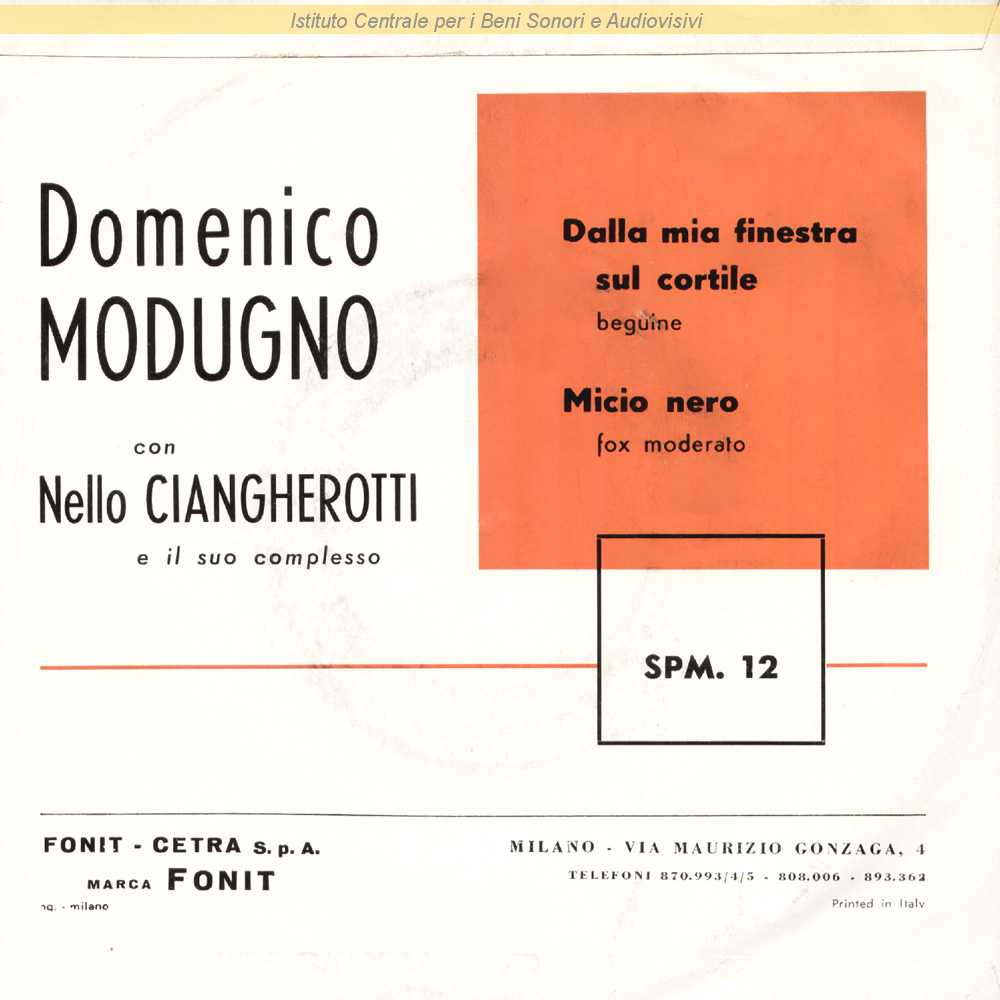 Istituto Centrale per i Beni Sonori e Audiovisivi
Domenico
MODUGNO
con
Nello CIANGHEROTTI
e il suo complesso
Dalla mia finestra
sul cortile
beguine
Micio nero
fox moderato
SPM. 12
FONIT - CETRA S. p. A.
MARCA FONIT
- milano
MILANO - VIA MAURIZIO GONZAGA, 4
TELEFONI 870.993/4/5 - 808.006 - 893.362
Printed in Italy